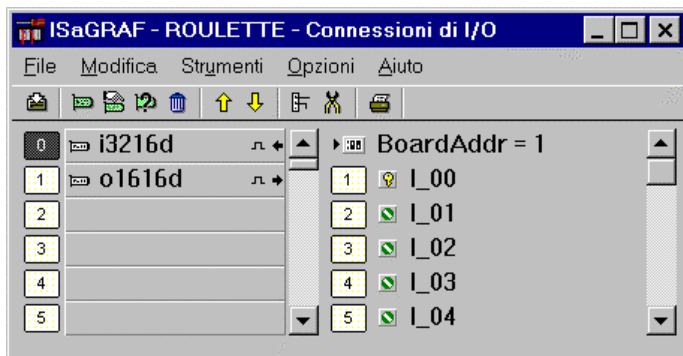 ISaGRAF - ROULETTE - Connessioni di I/O
File Modifica Strumenti Opzioni Aiuto
0 i3216d BoardAddr = 1
1 o1616d 1 I_00
2 2 I_01
3 3 I_02
4 4 I_03
5 5 I_04